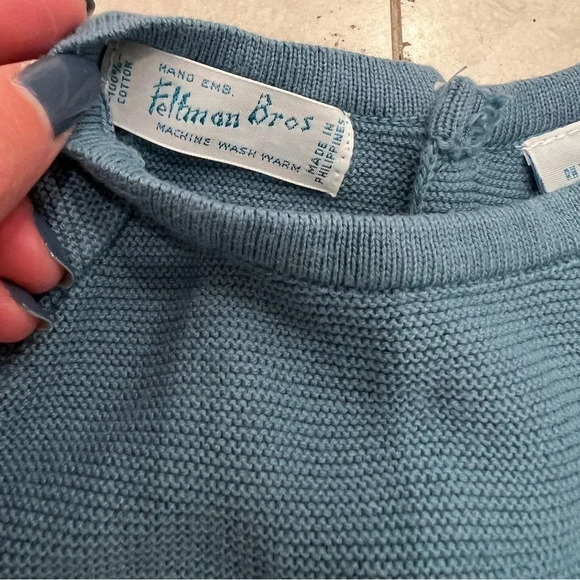 100%
COTTON
HAND EMB.
Feltman Bros
MACHINE WASH WARM
MADE IN
PHILIPPINES